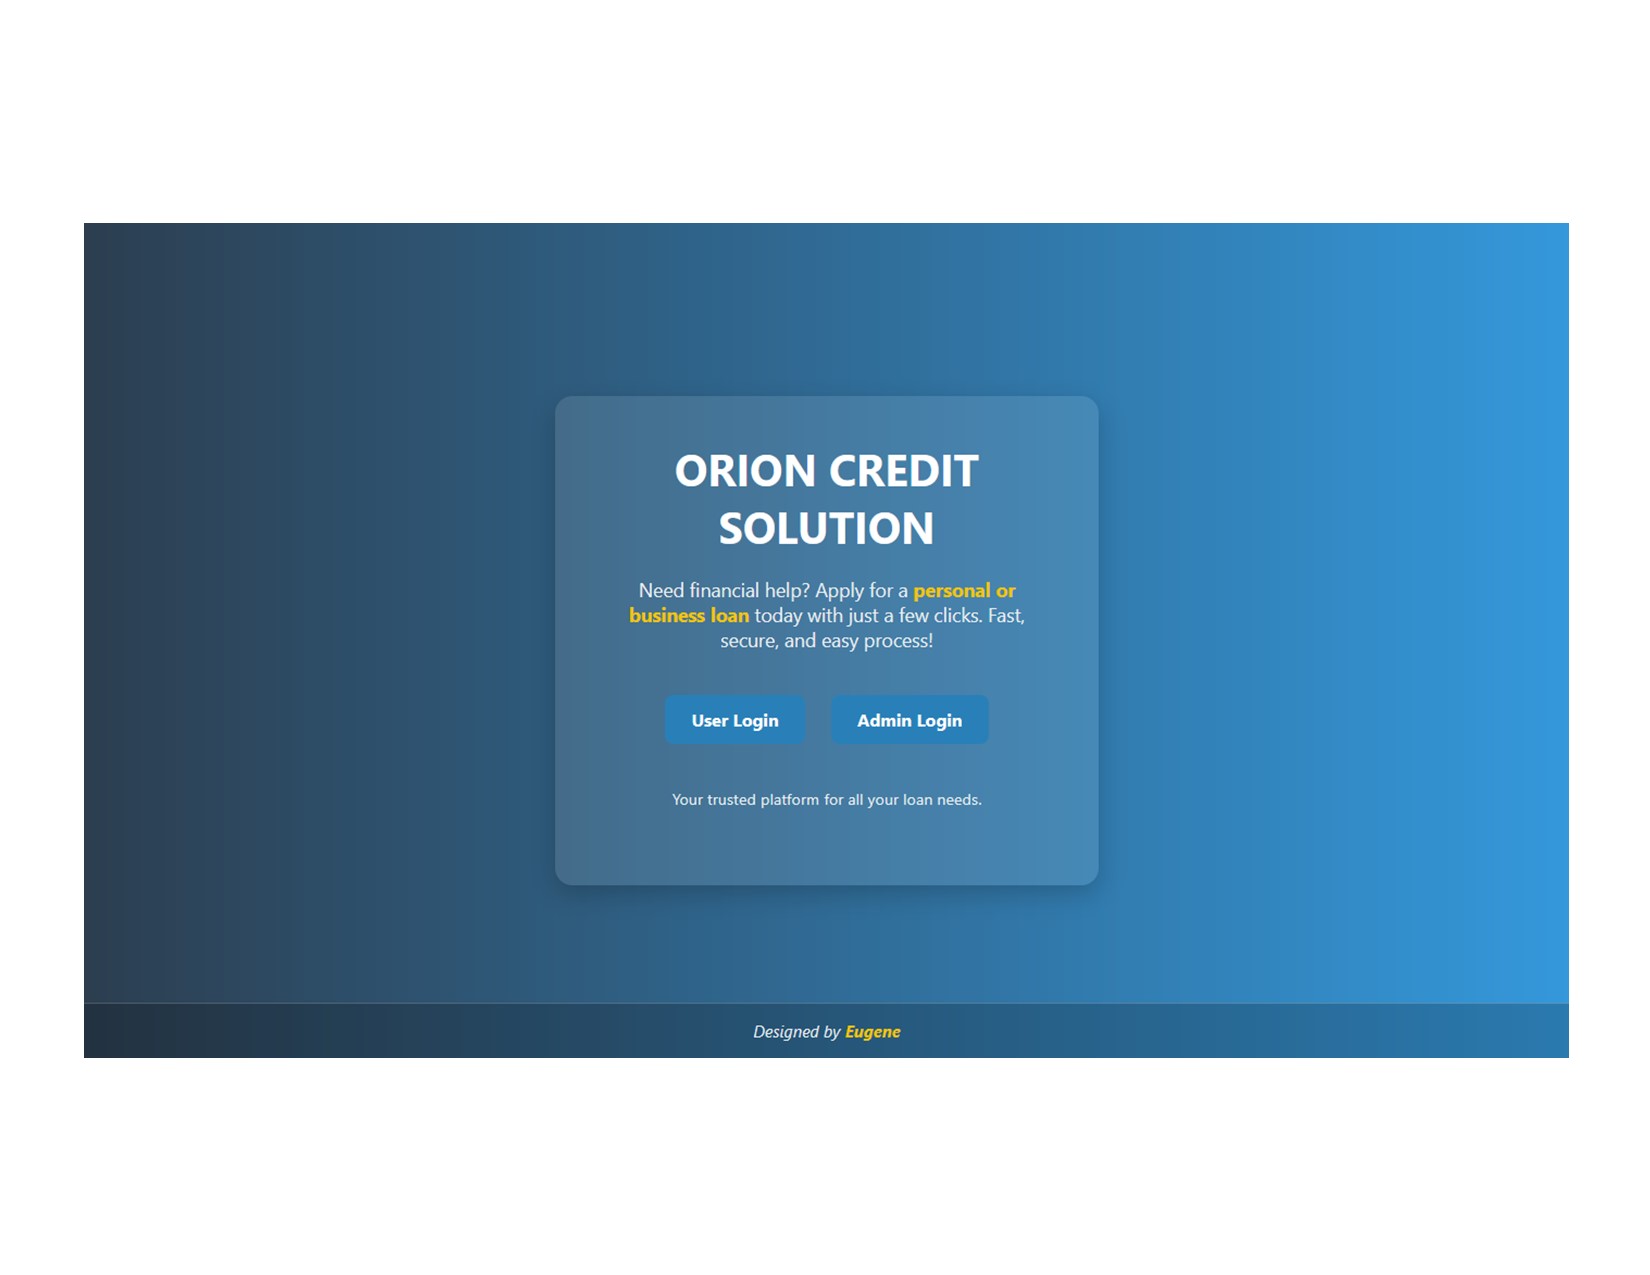 ORION CREDIT
SOLUTION
Need financial help? Apply for a personal or
business loan today with just a few clicks. Fast,
secure, and easy process!
User Login
Admin Login
Your trusted platform for all your loan needs.
Designed by Eugene